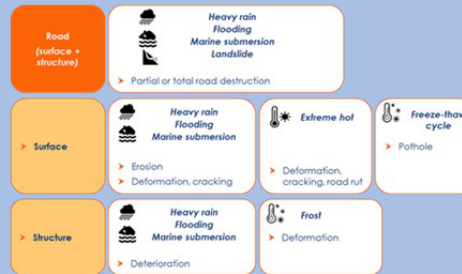 Road
(surface +
structure)
Heavy rain
Flooding
Marine submersion
Landslide
Partial or total road destruction
Surface
Heavy rain
Flooding
Marine submersion
Erosion
Deformation, cracking
Extreme hot
Deformation,
cracking, road rut
Freeze-thaw
cycle
Pothole
Structure
Heavy rain
Flooding
Marine submersion
Deterioration
Frost
Deformation